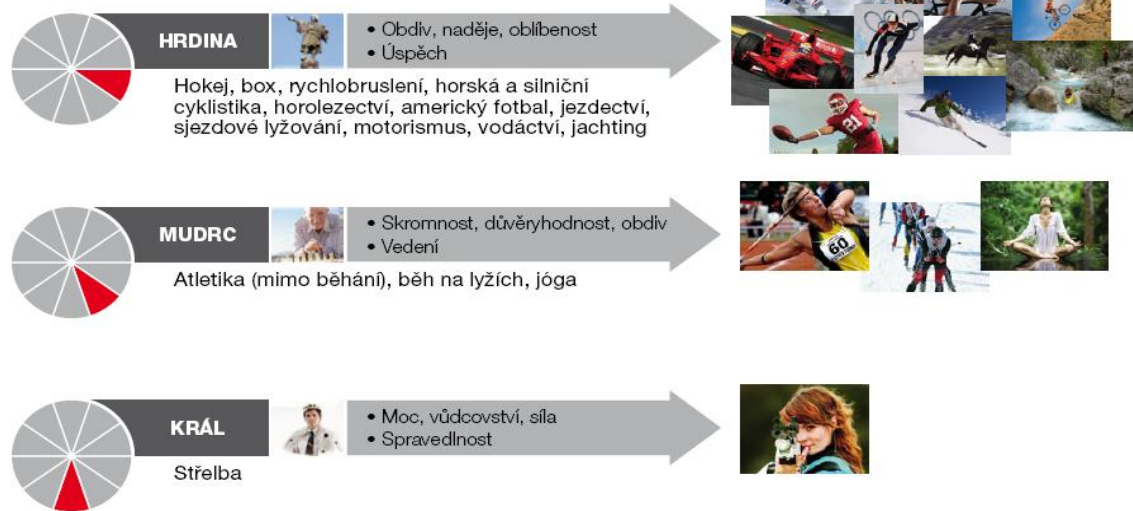 HRDINA
• Obdiv, naděje, oblíbenost
• Úspěch
Hokej, box, rychlobruslení, horská a silniční
cyklistika, horolezectví, americký fotbal, jezdectví,
sjezdové lyžování, motorismus, vodáctví, jachting
21
MUDRC
• Skromnost, důvěryhodnost, obdiv
• Vedení
Atletika (mimo běhání), běh na lyžích, jóga
60
KRÁL
• Moc, vůdcovství, síla
• Spravedlnost
Střelba